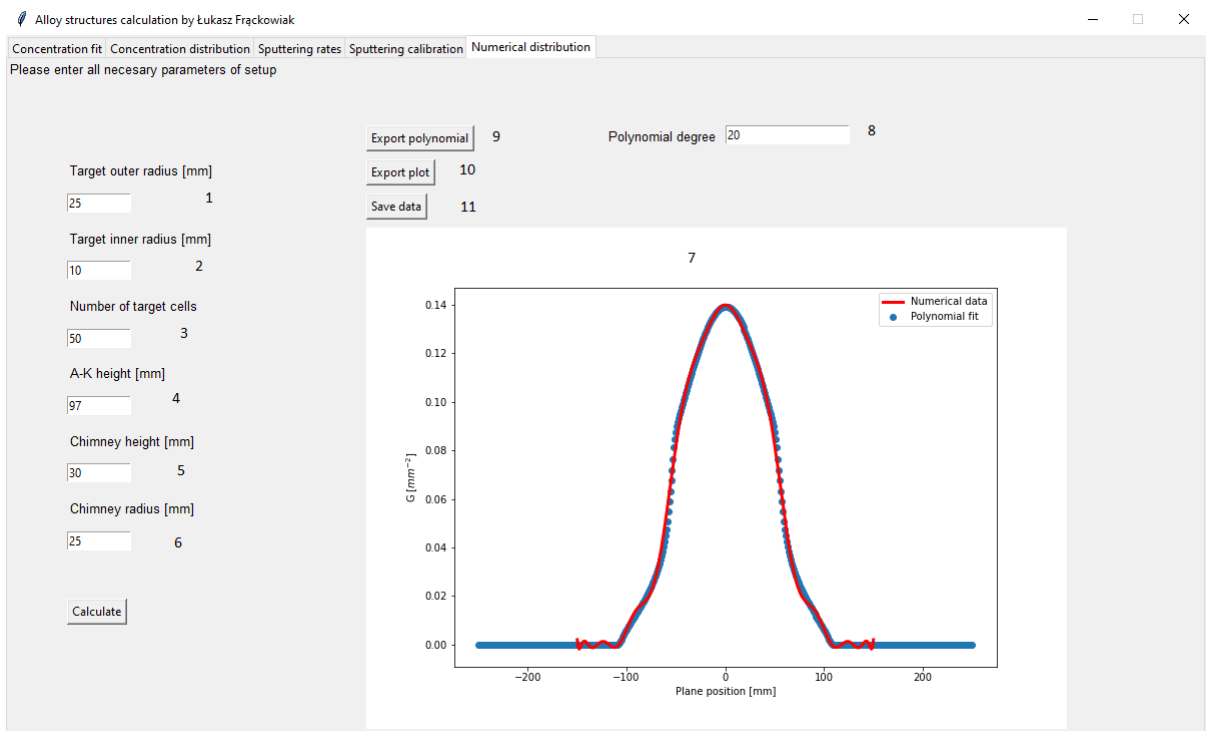 Alloy structures calculation by Łukasz Frąckowiak
Concentration fit Concentration distribution Sputtering rates Sputtering calibration Numerical distribution
Please enter all necesary parameters of setup
Export polynomial 9 Polynomial degree 20 8
Export plot 10
Save data 11
Target outer radius [mm]
25 1
Target inner radius [mm]
10 2
Number of target cells
50 3
A-K height [mm]
97 4
Chimney height [mm]
30 5
Chimney radius [mm]
25 6
Calculate
7
Numerical data
Polynomial fit
G [mm⁻²]
0.14
0.12
0.10
0.08
0.06
0.04
0.02
0.00
−200 −100 0 100 200
Plane position [mm]